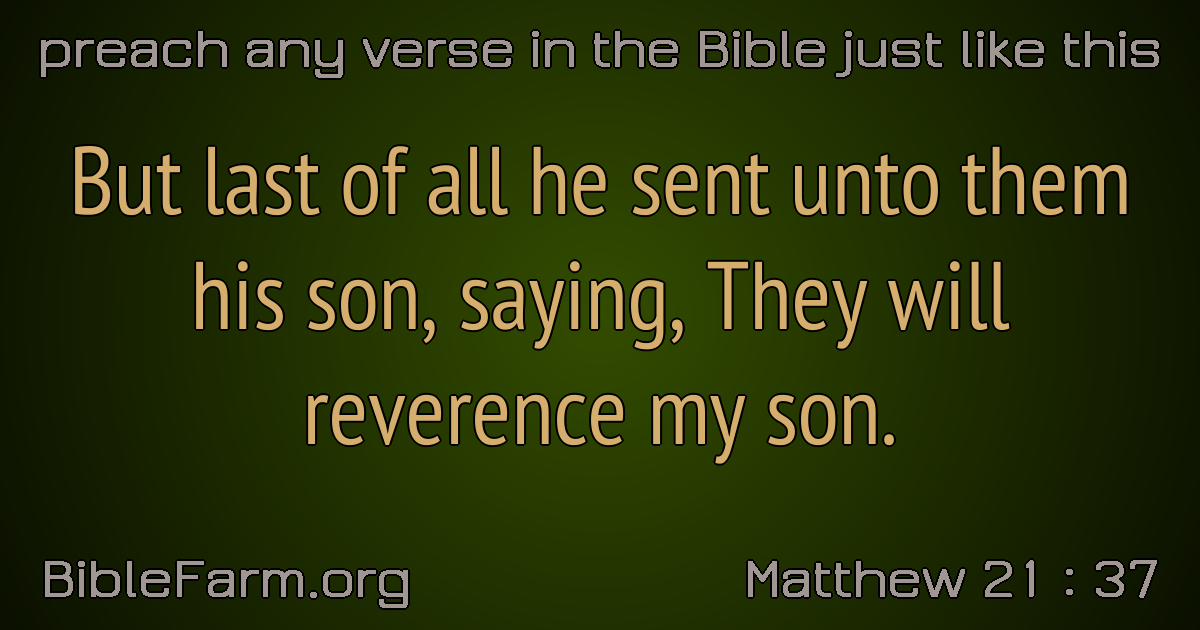 preach any verse in the Bible just like this
But last of all he sent unto them
his son, saying, They will
reverence my son.
BibleFarm.org
Matthew 21 : 37